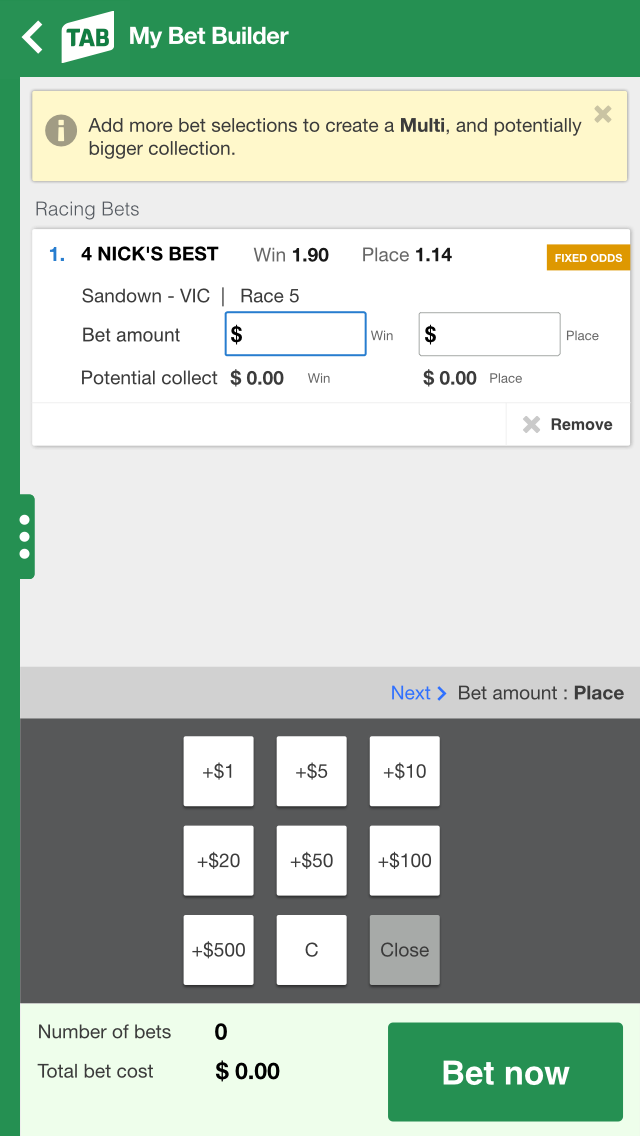 TAB My Bet Builder
Add more bet selections to create a Multi, and potentially
bigger collection.
Racing Bets
1. 4 NICK'S BEST Win 1.90 Place 1.14 FIXED ODDS
Sandown - VIC | Race 5
Bet amount $ Win $ Place
Potential collect $ 0.00 Win $ 0.00 Place
Remove
Next Bet amount : Place
+$1 +$5 +$10
+$20 +$50 +$100
+$500 C Close
Number of bets 0
Total bet cost $ 0.00
Bet now